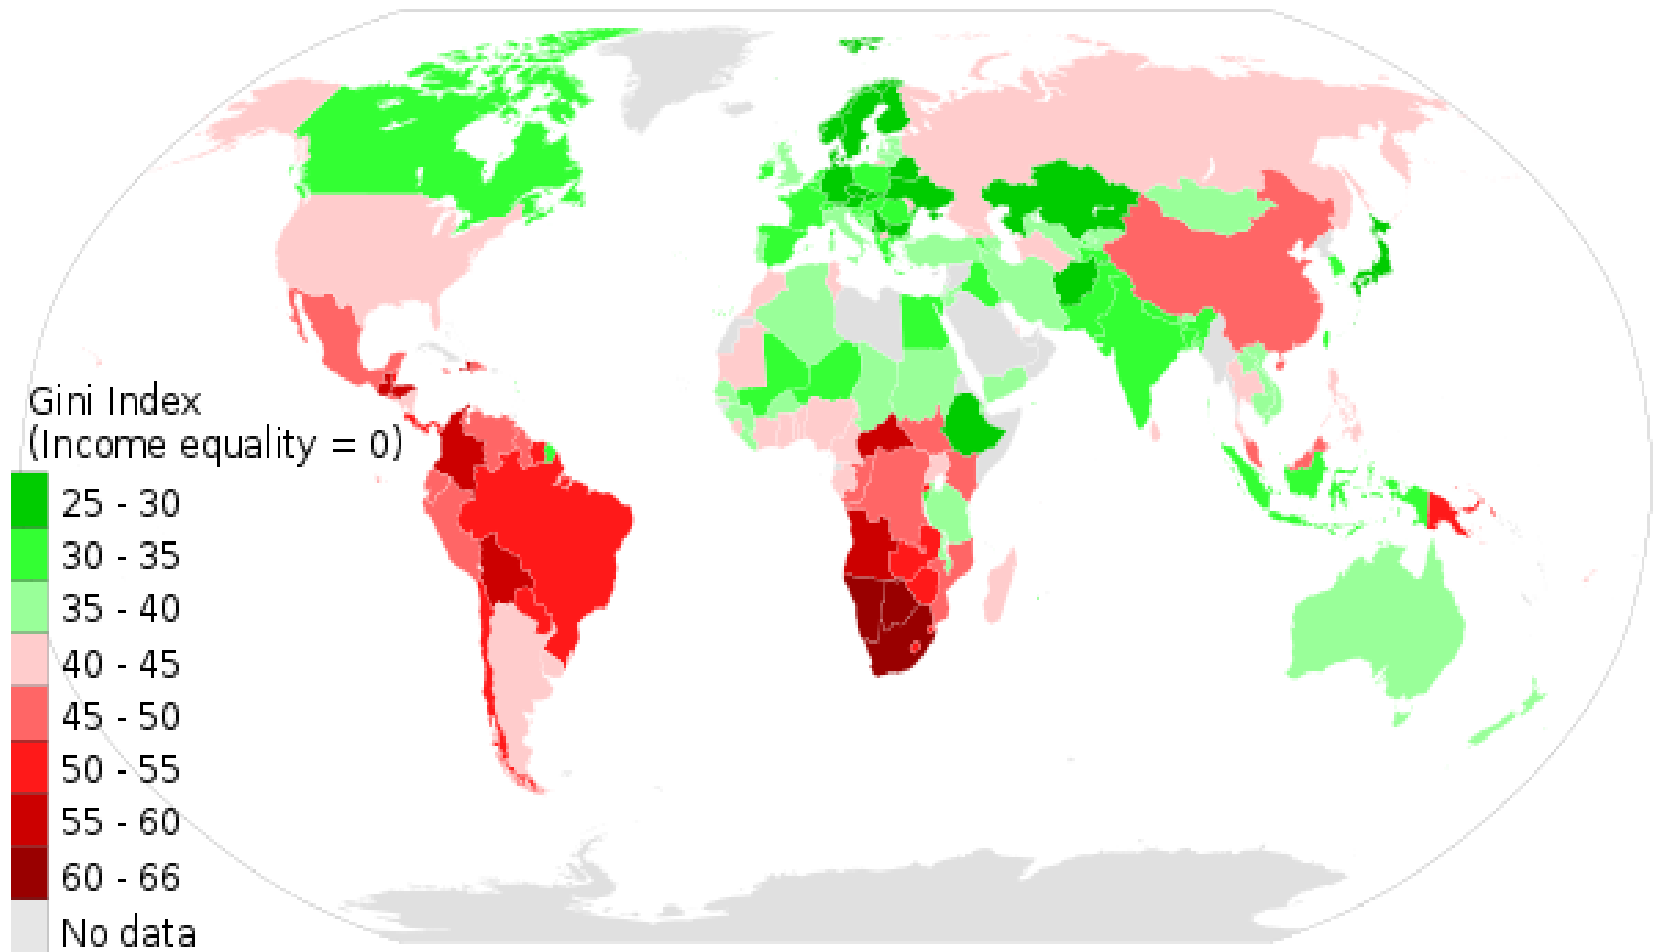 Gini Index
(Income equality = 0)
25 - 30
30 - 35
35 - 40
40 - 45
45 - 50
50 - 55
55 - 60
60 - 66
No data